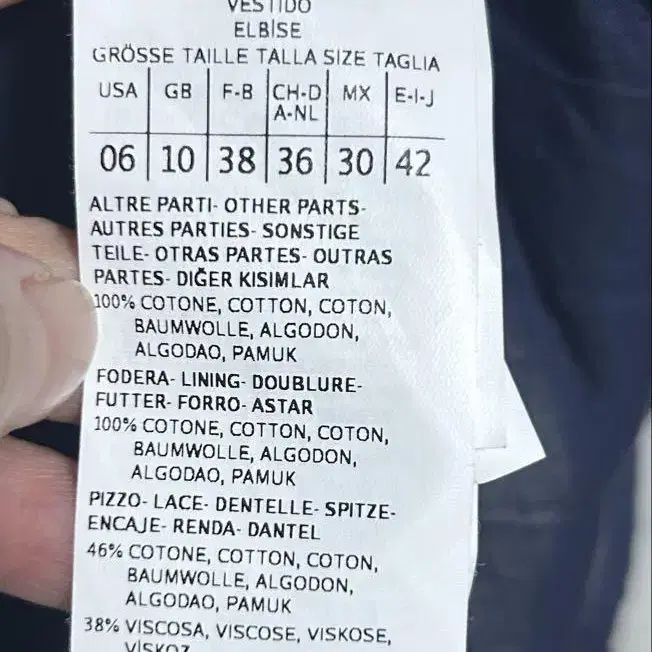 VESTIDO
ELBİSE
GRÖSSE TAILLE TALLA SIZE TAGLIA
USA GB F-B CH-D MX E-I-J
A-NL
06 10 38 36 30 42
ALTRE PARTI- OTHER PARTS-
AUTRES PARTIES- SONSTIGE
TEILE- OTRAS PARTES- OUTRAS
PARTES- DIĞER KISIMLAR
100% COTONE, COTTON, COTON,
BAUMWOLLE, ALGODON,
ALGODAO, PAMUK
FODERA- LINING- DOUBLURE-
FUTTER- FORRO- ASTAR
100% COTONE, COTTON, COTON,
BAUMWOLLE, ALGODON,
ALGODAO, PAMUK
PIZZO- LACE- DENTELLE- SPITZE-
ENCAJE- RENDA- DANTEL
46% COTONE, COTTON, COTON,
BAUMWOLLE, ALGODON,
ALGODAO, PAMUK
38% VISCOSA, VISCOSE, VISKOSE,
VİSKOZ